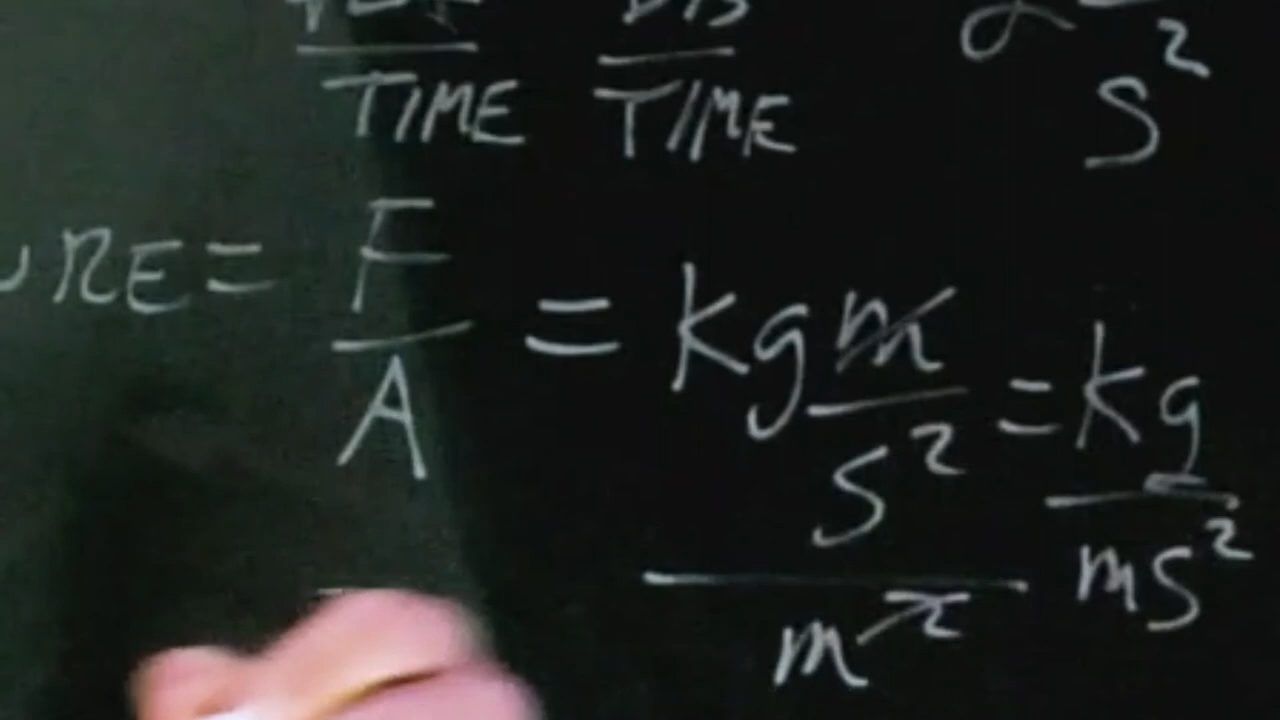 TIME TIME s²
URE = F/A = kg m/s² / m² = kg/ms²